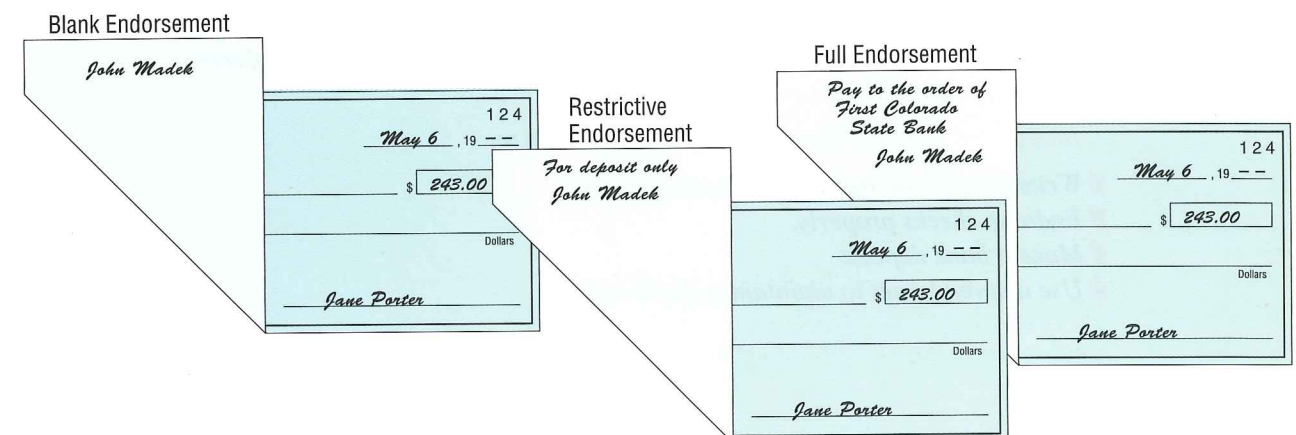 Blank Endorsement
John Madek
124
May 6, 19 – –
$ 243.00
Dollars
Jane Porter
Restrictive
Endorsement
For deposit only
John Madek
124
May 6, 19 – –
$ 243.00
Dollars
Jane Porter
Full Endorsement
Pay to the order of
First Colorado
State Bank
John Madek
124
May 6, 19 – –
$ 243.00
Dollars
Jane Porter